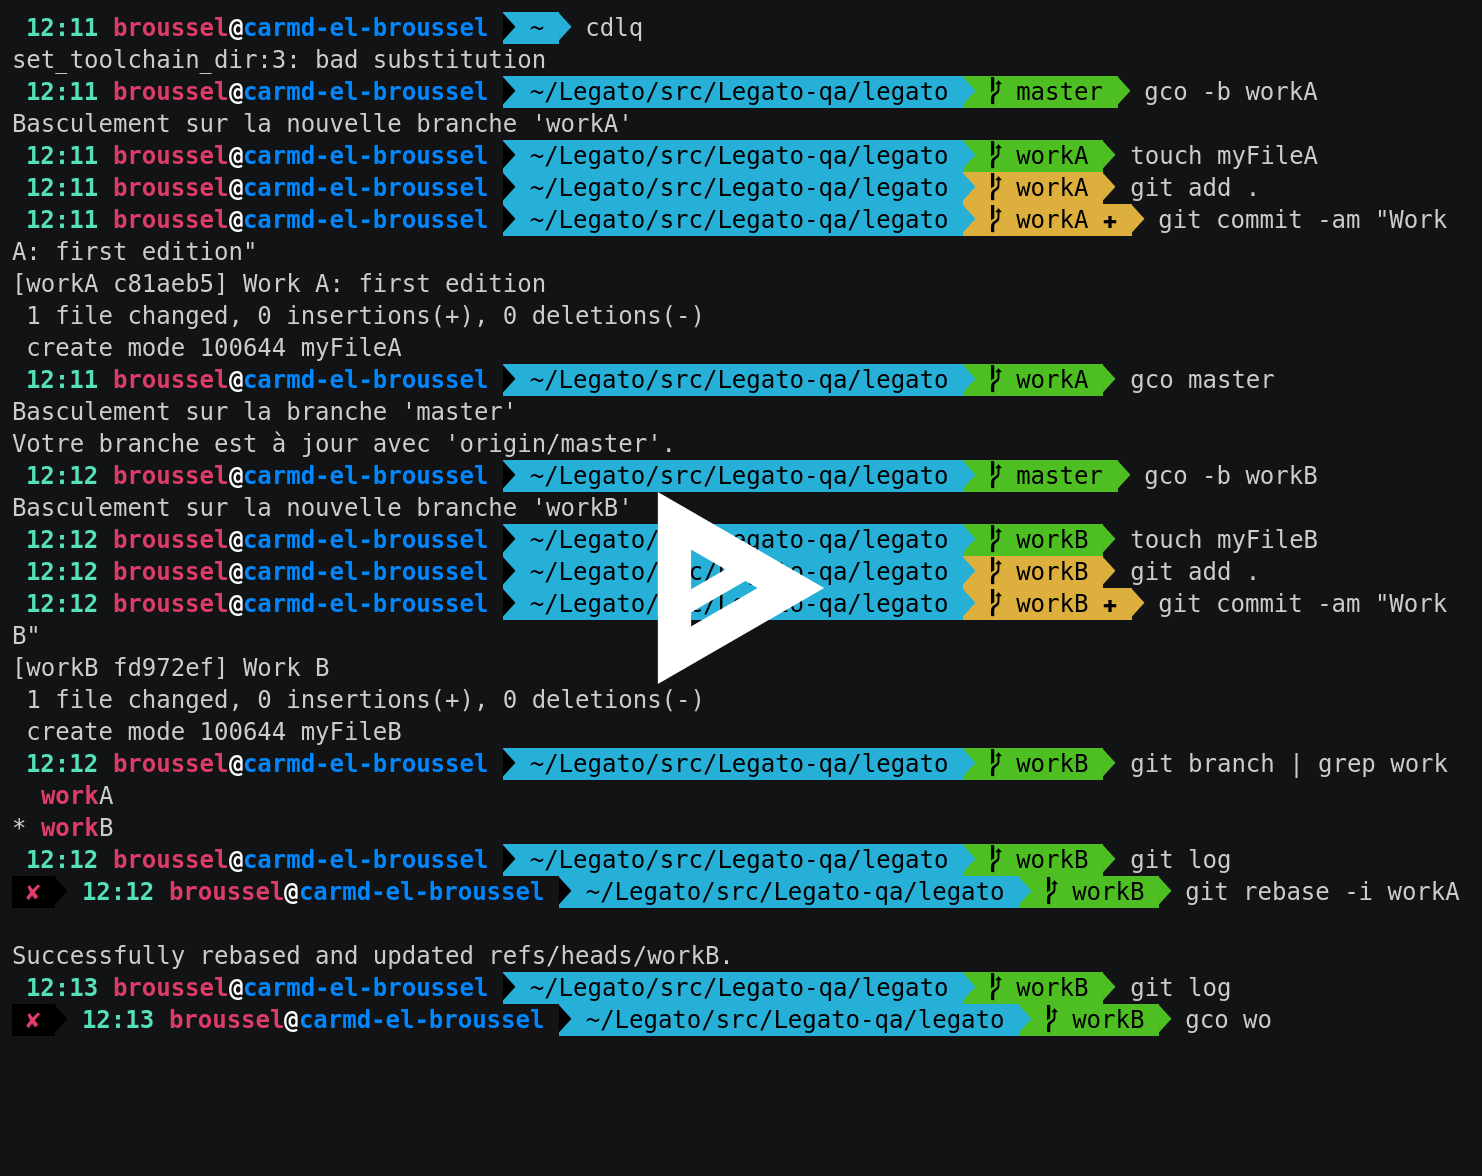 12:11 broussel@carmd-el-broussel ~ cdlq
set_toolchain_dir:3: bad substitution
12:11 broussel@carmd-el-broussel ~/Legato/src/Legato-qa/legato master gco -b workA
Basculement sur la nouvelle branche 'workA'
12:11 broussel@carmd-el-broussel ~/Legato/src/Legato-qa/legato workA touch myFileA
12:11 broussel@carmd-el-broussel ~/Legato/src/Legato-qa/legato workA git add .
12:11 broussel@carmd-el-broussel ~/Legato/src/Legato-qa/legato workA ✚ git commit -am "Work
A: first edition"
[workA c81aeb5] Work A: first edition
1 file changed, 0 insertions(+), 0 deletions(-)
create mode 100644 myFileA
12:11 broussel@carmd-el-broussel ~/Legato/src/Legato-qa/legato workA gco master
Basculement sur la branche 'master'
Votre branche est à jour avec 'origin/master'.
12:12 broussel@carmd-el-broussel ~/Legato/src/Legato-qa/legato master gco -b workB
Basculement sur la nouvelle branche 'workB'
12:12 broussel@carmd-el-broussel ~/Legato/src/Legato-qa/legato workB touch myFileB
12:12 broussel@carmd-el-broussel ~/Legato/src/Legato-qa/legato workB git add .
12:12 broussel@carmd-el-broussel ~/Legato/src/Legato-qa/legato workB ✚ git commit -am "Work
B"
[workB fd972ef] Work B
1 file changed, 0 insertions(+), 0 deletions(-)
create mode 100644 myFileB
12:12 broussel@carmd-el-broussel ~/Legato/src/Legato-qa/legato workB git branch | grep work
workA
* workB
12:12 broussel@carmd-el-broussel ~/Legato/src/Legato-qa/legato workB git log
✘ 12:12 broussel@carmd-el-broussel ~/Legato/src/Legato-qa/legato workB git rebase -i workA
Successfully rebased and updated refs/heads/workB.
12:13 broussel@carmd-el-broussel ~/Legato/src/Legato-qa/legato workB git log
✘ 12:13 broussel@carmd-el-broussel ~/Legato/src/Legato-qa/legato workB gco wo